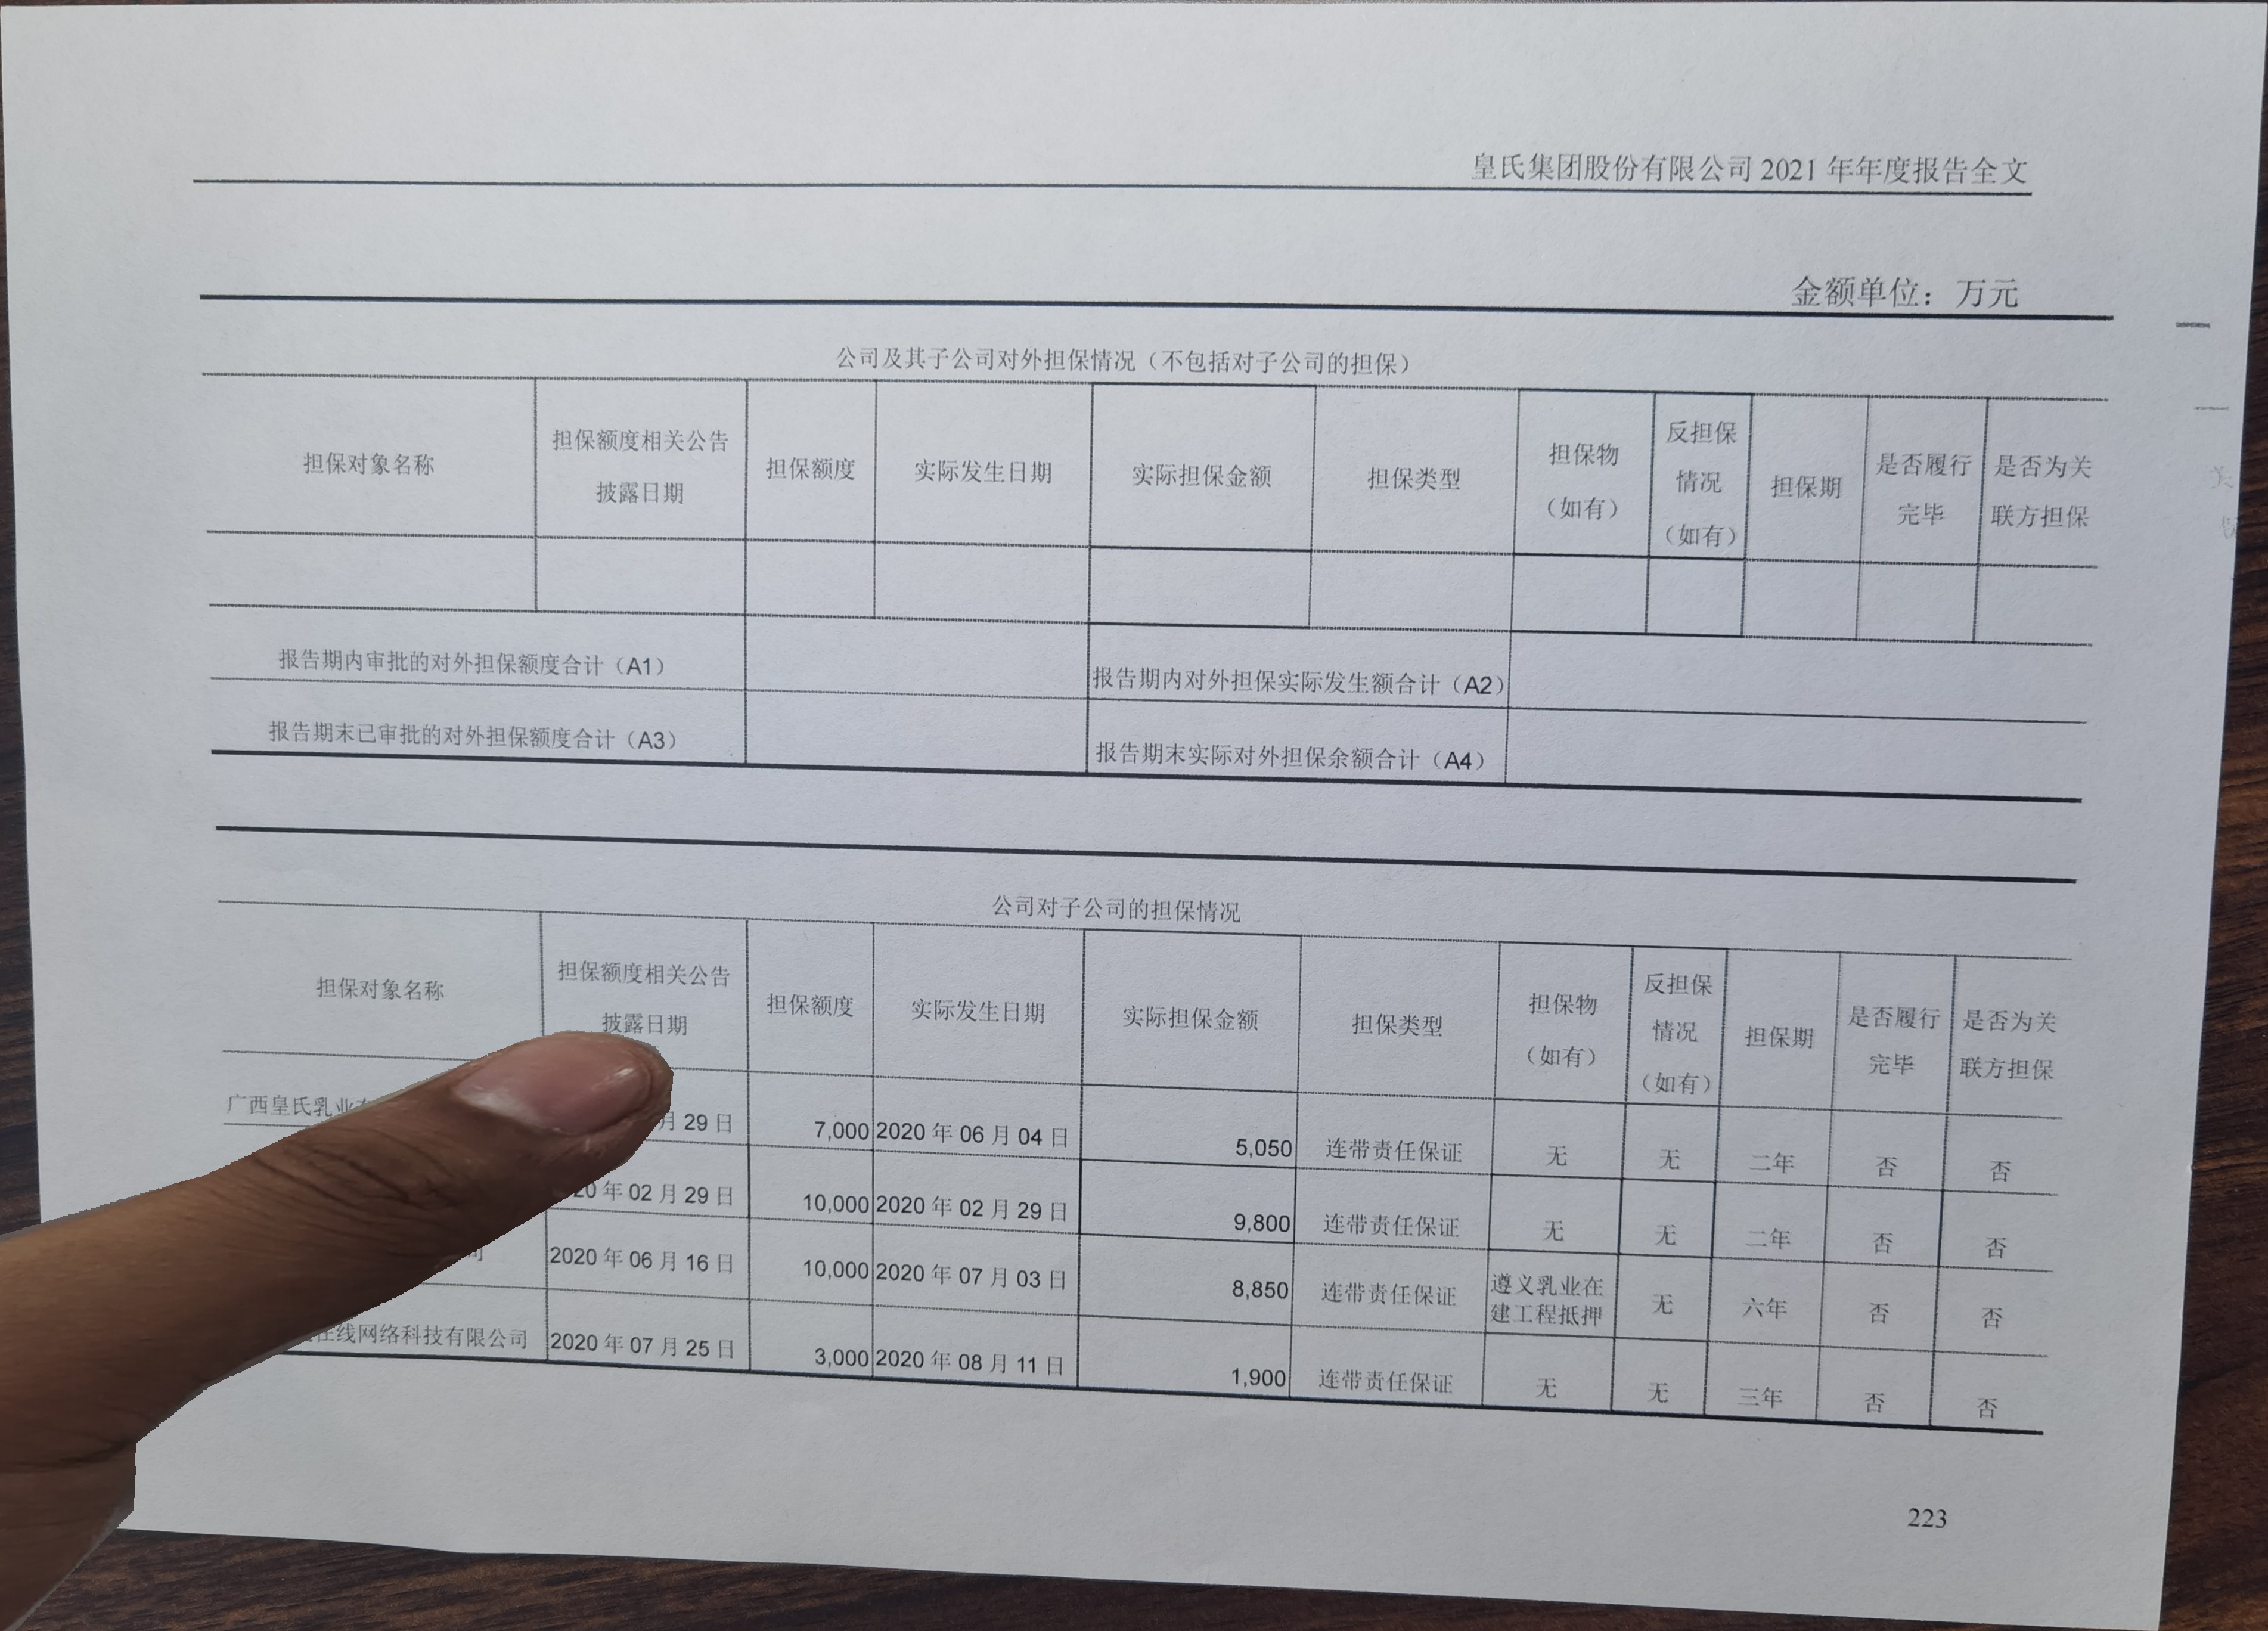 皇氏集团股份有限公司 2021 年年度报告全文
金额单位：万元
公司及其子公司对外担保情况（不包括对子公司的担保）
担保对象名称 担保额度相关公告披露日期 担保额度 实际发生日期 实际担保金额 担保类型 担保物（如有） 反担保情况（如有） 担保期 是否履行完毕 是否为关联方担保
报告期内审批的对外担保额度合计（A1） 报告期内对外担保实际发生额合计（A2）
报告期末已审批的对外担保额度合计（A3） 报告期末实际对外担保余额合计（A4）
公司对子公司的担保情况
担保对象名称 担保额度相关公告披露日期 担保额度 实际发生日期 实际担保金额 担保类型 担保物（如有） 反担保情况（如有） 担保期 是否履行完毕 是否为关联方担保
广西皇氏乳业 月 29 日 7,000 2020 年 06 月 04 日 5,050 连带责任保证 无 无 二年 否 否
年 02 月 29 日 10,000 2020 年 02 月 29 日 9,800 连带责任保证 无 无 二年 否 否
2020 年 06 月 16 日 10,000 2020 年 07 月 03 日 8,850 连带责任保证 遵义乳业在建工程抵押 无 六年 否 否
在线网络科技有限公司 2020 年 07 月 25 日 3,000 2020 年 08 月 11 日 1,900 连带责任保证 无 无 三年 否 否
223